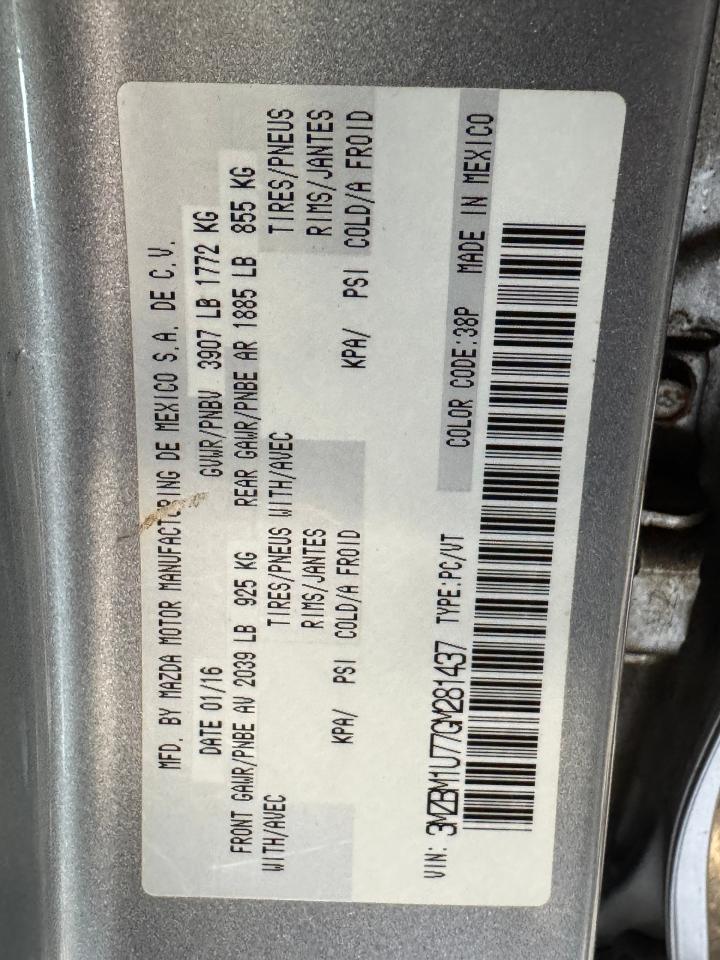 MFD. BY MAZDA MOTOR MANUFACTURING DE MEXICO S.A. DE C.V.
DATE 01/16 GVWR/PNBV 3907 LB 1772 KG
FRONT GAWR/PNBE AV 2039 LB 925 KG REAR GAWR/PNBE AR 1885 LB 855 KG
WITH/AVEC TIRES/PNEUS WITH/AVEC TIRES/PNEUS
RIMS/JANTES RIMS/JANTES
KPA/ PSI COLD/A FROID KPA/ PSI COLD/A FROID
VIN: 3MZBM1U77GM281437 TYPE:PC/VT
COLOR CODE:38P MADE IN MEXICO